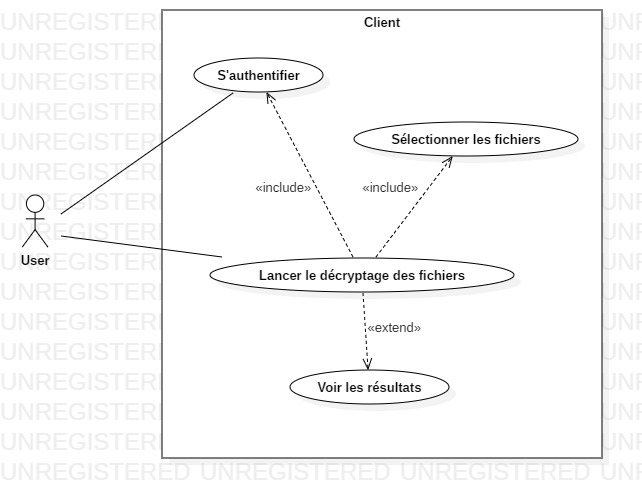 Client
S'authentifier
Sélectionner les fichiers
«include» «include»
User
Lancer le décryptage des fichiers
«extend»
Voir les résultats
UNREGISTERED UNREGISTERED UNREGISTERED UNR